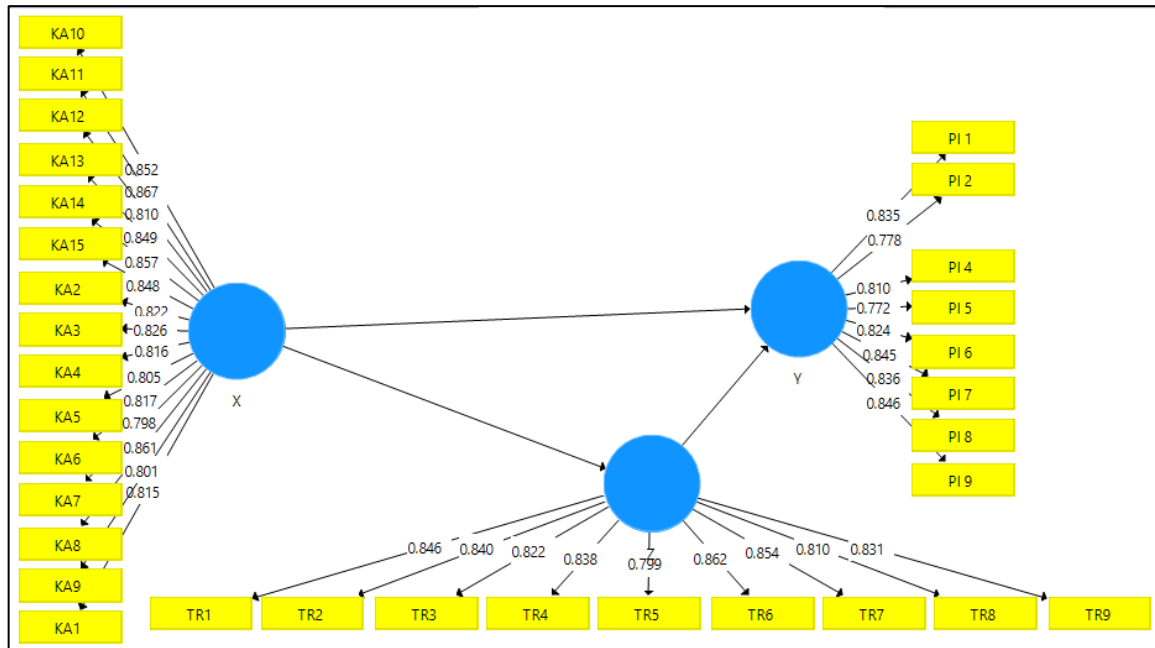 KA10
KA11
KA12
KA13
KA14
KA15
KA2
KA3
KA4
KA5
KA6
KA7
KA8
KA9
KA1
0.852
0.867
0.810
0.849
0.857
0.848
0.822
0.826
0.816
0.805
0.817
0.798
0.861
0.801
0.815
X
Y
Z
PI 1
PI 2
PI 4
PI 5
PI 6
PI 7
PI 8
PI 9
0.835
0.778
0.810
0.772
0.824
0.845
0.836
0.846
0.846 0.840 0.822 0.838 0.799 0.862 0.854 0.810 0.831
TR1 TR2 TR3 TR4 TR5 TR6 TR7 TR8 TR9